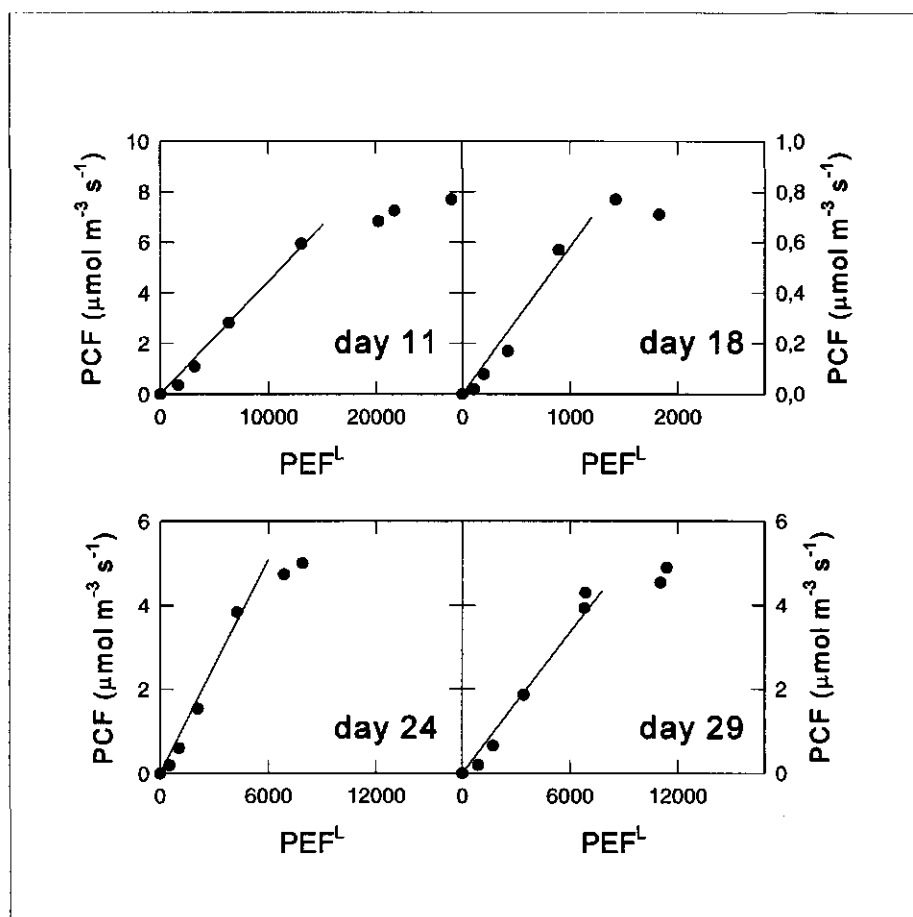 10
8
6
4
2
0
PCF (μmol m⁻³ s⁻¹)
0 10000 20000
PEFᴸ
day 11
1,0
0,8
0,6
0,4
0,2
0,0
PCF (μmol m⁻³ s⁻¹)
0 1000 2000
PEFᴸ
day 18
6
4
2
0
PCF (μmol m⁻³ s⁻¹)
0 6000 12000
PEFᴸ
day 24
6
4
2
0
PCF (μmol m⁻³ s⁻¹)
0 6000 12000
PEFᴸ
day 29